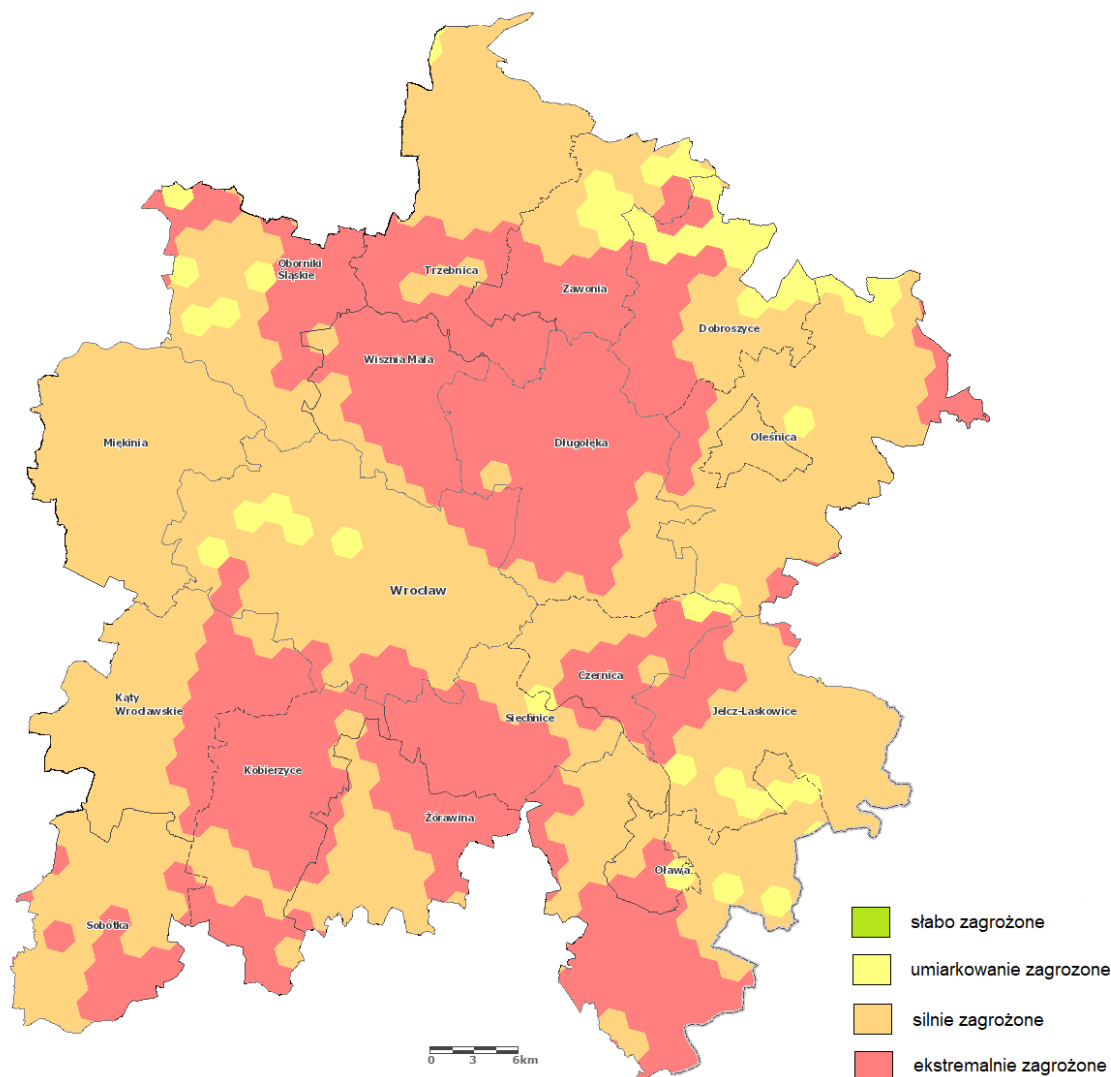 Oborniki
Śląskie
Trzebnica
Zawonia
Dobroszyce
Wisznia Mała
Miękinia
Długołęka
Oleśnica
Wrocław
Czernica
Kąty
Wrocławskie
Siechnice
Jelcz-Laskowice
Kobierzyce
Żórawina
Oława
Sobótka
słabo zagrożone
umiarkowanie zagrozone
silnie zagrożone
ekstremalnie zagrożone
0 3 6km